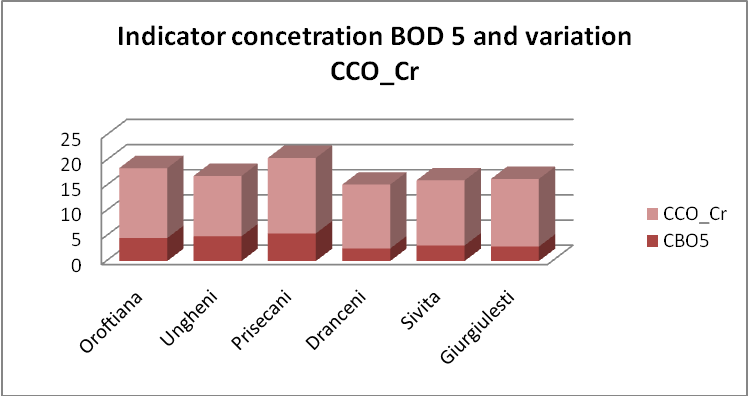 Indicator concetration BOD 5 and variation
CCO_Cr
25
20
15
10
5
0
Oroftiana
Ungheni
Prisecani
Dranceni
Sivita
Giurgiulesti
CCO_Cr
CBO5